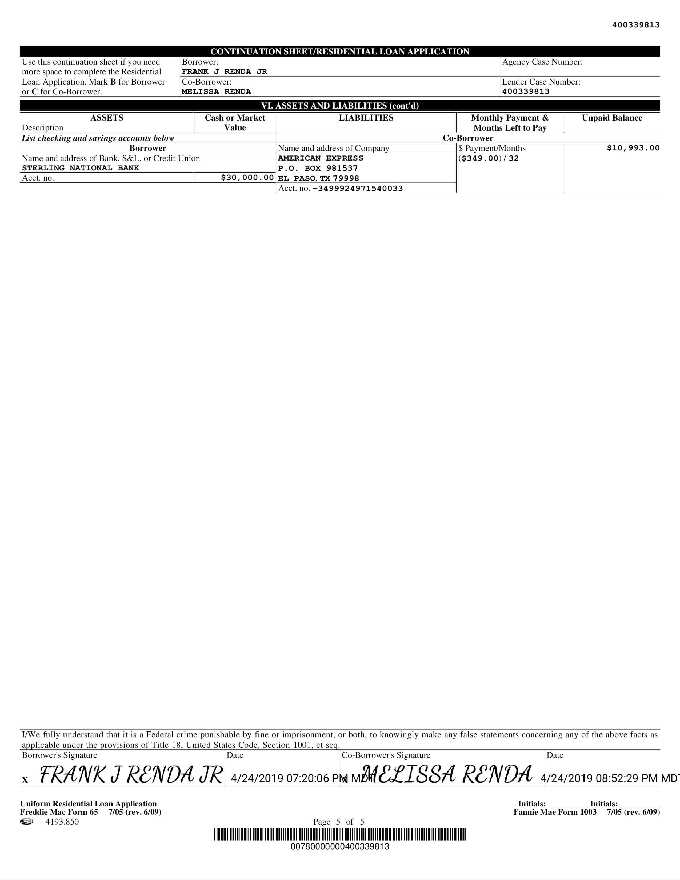 400339813
CONTINUATION SHEET/RESIDENTIAL LOAN APPLICATION
Use this continuation sheet if you need more space to complete the Residential Loan Application. Mark B for Borrower or C for Co-Borrower.
Borrower:
FRANK J RENDA JR
Co-Borrower:
MELISSA RENDA
Agency Case Number:
Lender Case Number:
400339813
VI. ASSETS AND LIABILITIES (cont'd)
ASSETS
Description
Cash or Market Value
LIABILITIES
Monthly Payment & Months Left to Pay
Unpaid Balance
List checking and savings accounts below
Co-Borrower
Borrower
Name and address of Bank, S&L, or Credit Union
STERLING NATIONAL BANK
Acct. no.
$30,000.00
Name and address of Company
AMERICAN EXPRESS
P.O. BOX 981537
EL PASO, TX 79998
Acct. no. -3499924971540033
$ Payment/Months
($349.00)/32
$10,993.00
I/We fully understand that it is a Federal crime punishable by fine or imprisonment, or both, to knowingly make any false statements concerning any of the above facts as
applicable under the provisions of Title 18, United States Code, Section 1001, et seq.
Borrower's Signature Date Co-Borrower's Signature Date
x FRANK J RENDA JR 4/24/2019 07:20:06 PM MELISSA RENDA 4/24/2019 08:52:29 PM MDT
Uniform Residential Loan Application
Freddie Mac Form 65 7/05 (rev. 6/09)
4193.850
Page 5 of 5
Initials: Initials:
Fannie Mae Form 1003 7/05 (rev. 6/09)
00780000000400339813